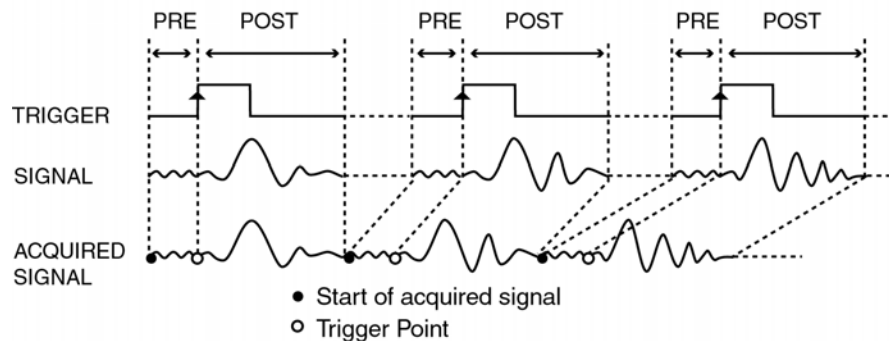 PRE POST PRE POST PRE POST
TRIGGER
SIGNAL
ACQUIRED
SIGNAL
Start of acquired signal
Trigger Point